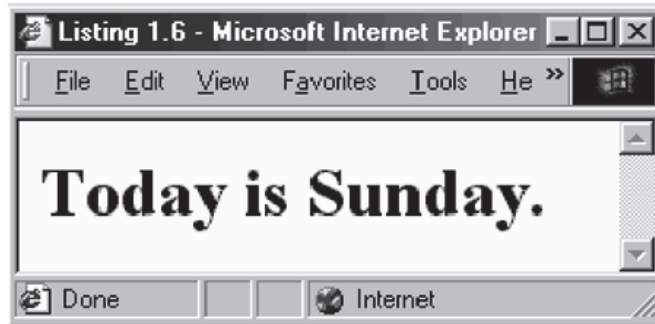 Listing 1.6 - Microsoft Internet Explorer
File Edit View Favorites Tools He »
Today is Sunday.
Done Internet